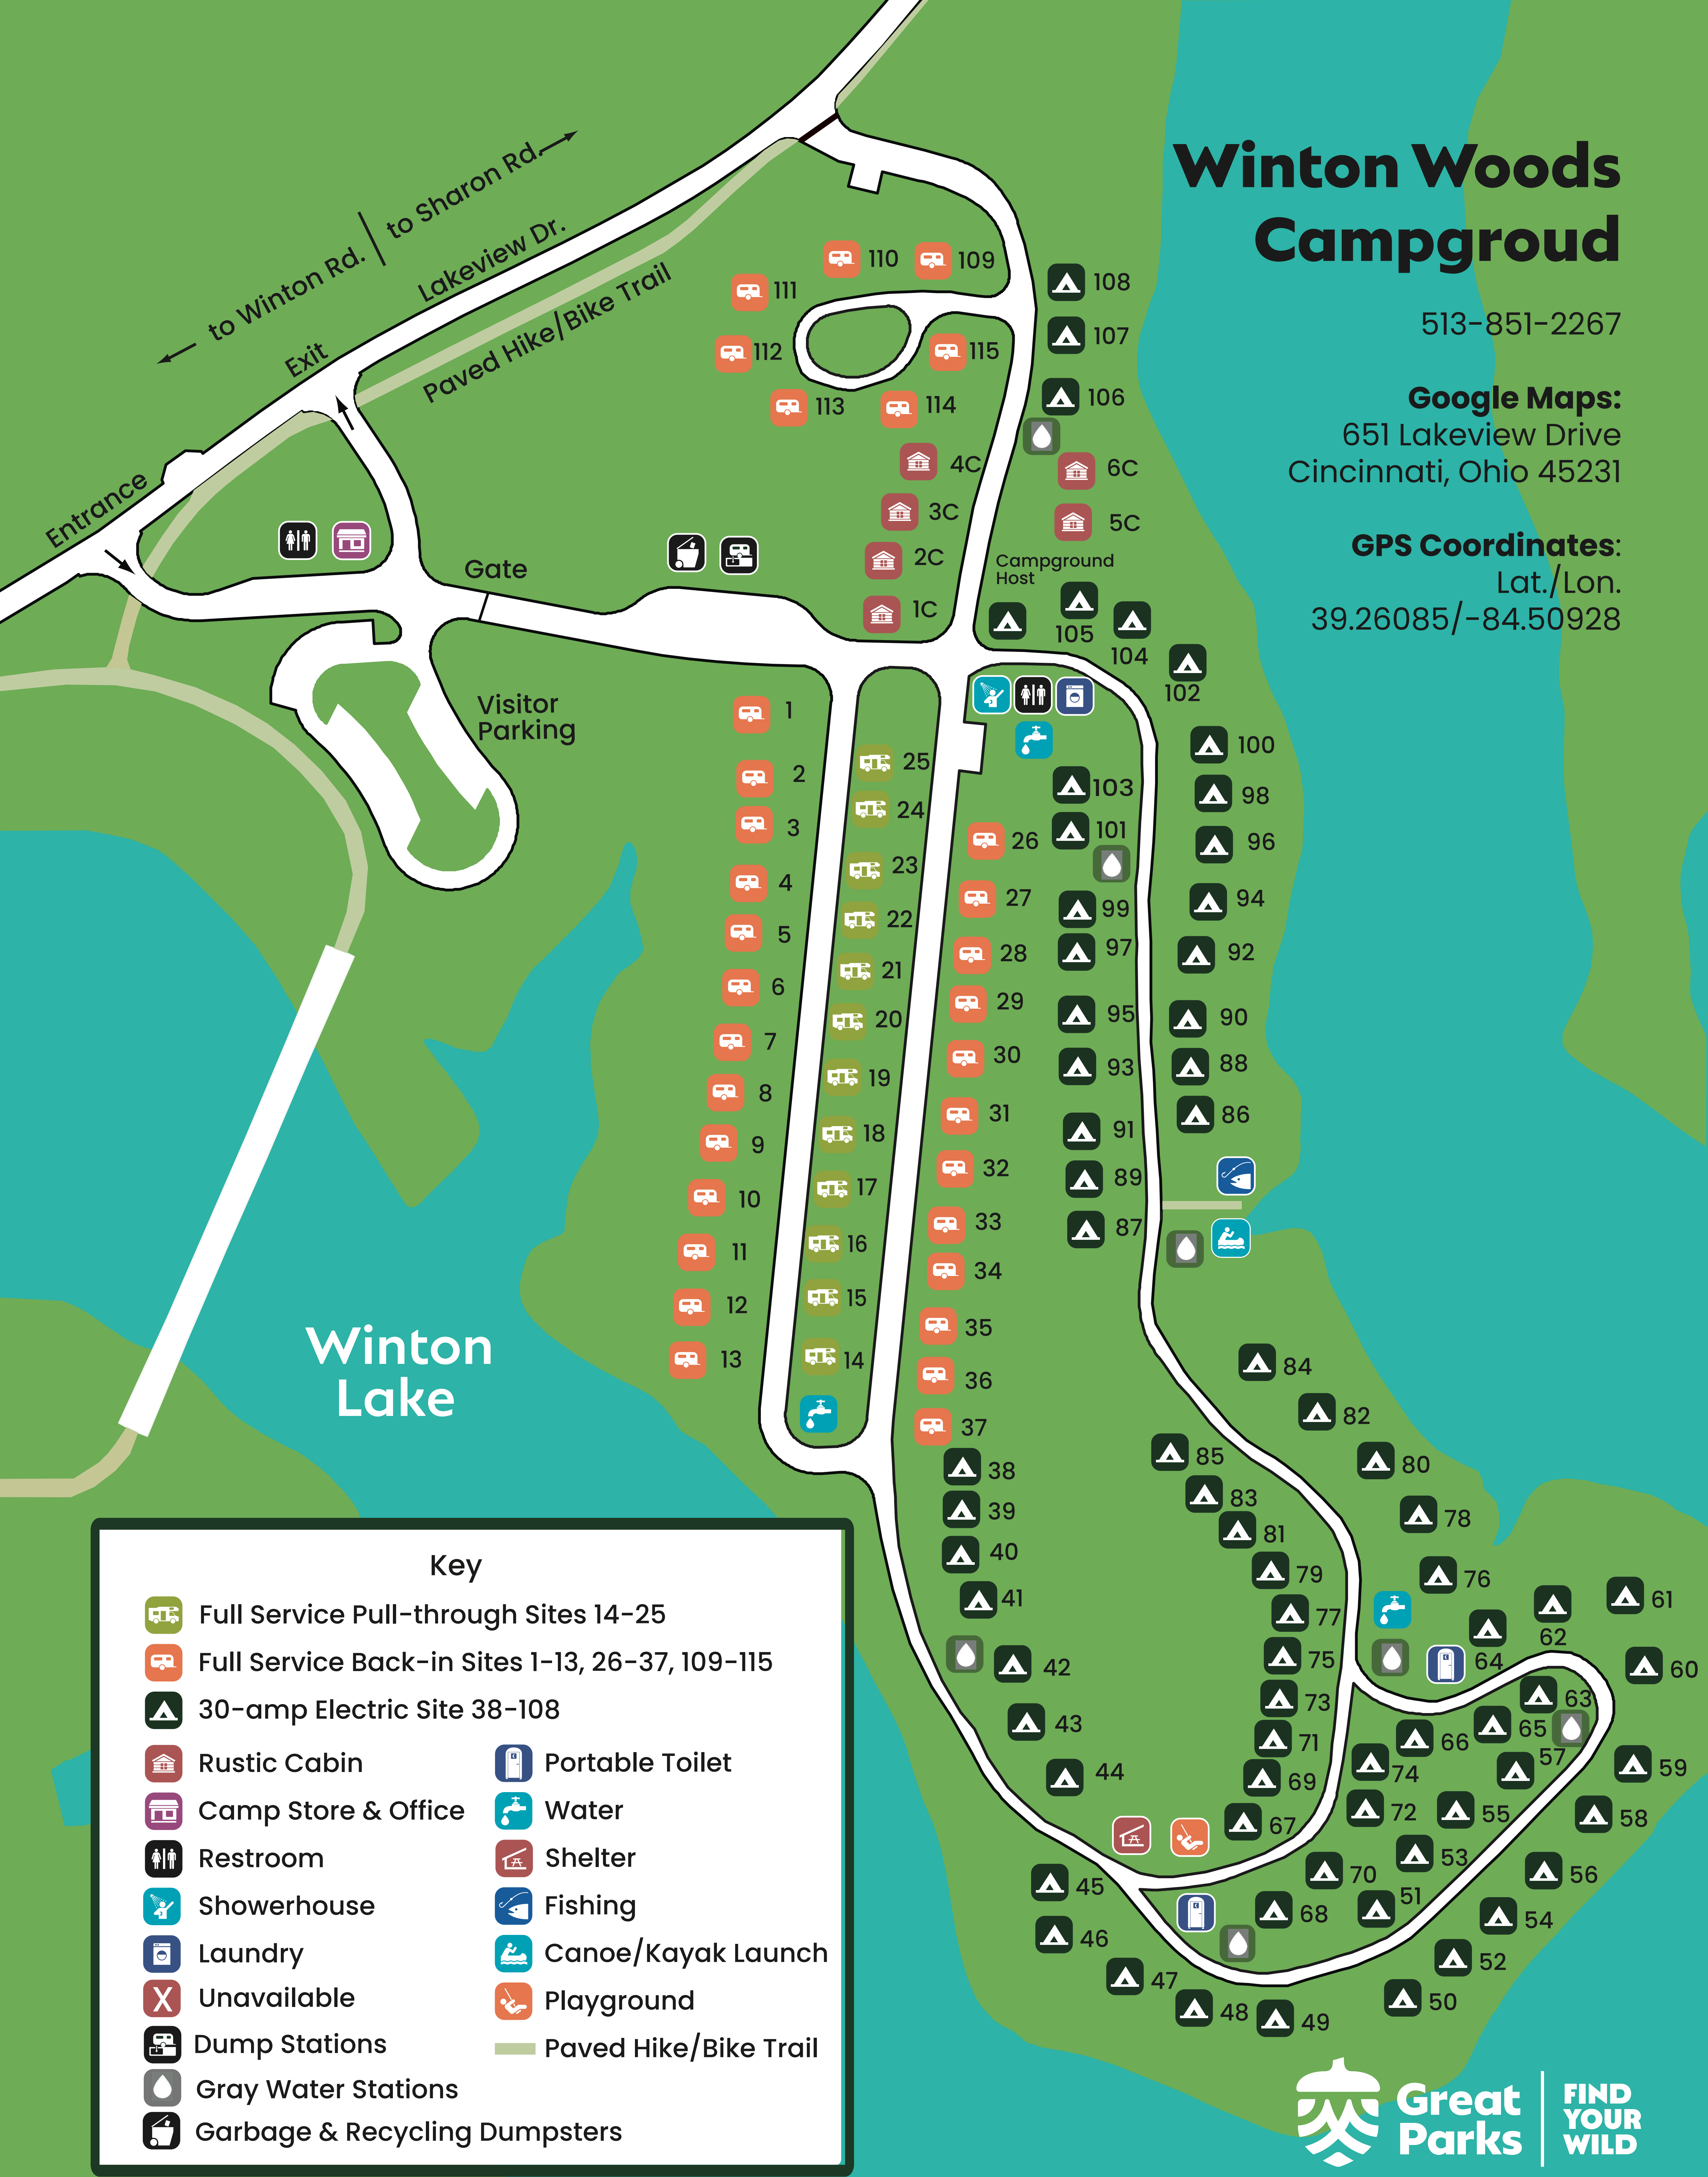 Winton Woods
Campgroud
513-851-2267
Google Maps:
651 Lakeview Drive
Cincinnati, Ohio 45231
GPS Coordinates:
Lat./Lon.
39.26085/-84.50928
to Winton Rd.
to Sharon Rd.
Lakeview Dr.
Paved Hike/Bike Trail
Exit
Entrance
Gate
Visitor
Parking
Campground
Host
Winton
Lake
110
109
111
112
115
113
114
108
107
106
4C
3C
2C
1C
6C
5C
105
104
102
1
2
3
4
5
6
7
8
9
10
11
12
13
25
24
23
22
21
20
19
18
17
16
15
14
26
27
28
29
30
31
32
33
34
35
36
37
38
39
40
41
42
43
44
45
46
47
48
49
50
52
54
56
58
59
60
61
62
64
63
65
57
66
74
72
55
53
51
70
68
103
101
99
97
95
93
91
89
87
100
98
96
94
92
90
88
86
84
82
80
78
76
85
83
81
79
77
75
73
71
69
67
Key
Full Service Pull-through Sites 14-25
Full Service Back-in Sites 1-13, 26-37, 109-115
30-amp Electric Site 38-108
Rustic Cabin
Camp Store & Office
Restroom
Showerhouse
Laundry
X Unavailable
Dump Stations
Gray Water Stations
Garbage & Recycling Dumpsters
Portable Toilet
Water
Shelter
Fishing
Canoe/Kayak Launch
Playground
Paved Hike/Bike Trail
Great
Parks
FIND
YOUR
WILD